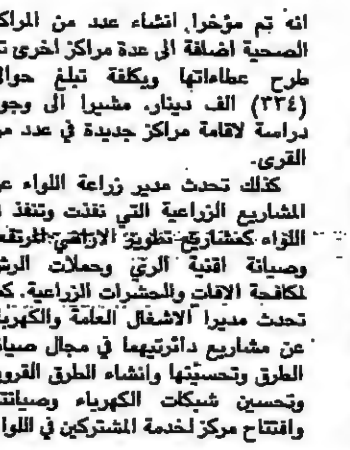 انه تم مؤخرا انشاء عدد من المراكز
الصحية اضافة الى عدة مراكز اخرى
طرح عطاءاتها وبكلفة تبلغ حوالي
(٣٣٤) الف دينار. مشيرا الى وجود
دراسة لاقامة مراكز جديدة في عدد من
القرى.
كذلك تحدث مدير زراعة اللواء عن
المشاريع الزراعية التي نفذت وتنفذ
اللواء كمشاريع تطوير الاراضي المرتفعة
وصيانة اقنية الري وحملات الرش
لمكافحة الافات والحشرات الزراعية. كما
تحدث مديرا الاشغال العامة والكهرباء
عن مشاريع دائرتيهما في مجال صيانة
الطرق وتحسينها وانشاء الطرق القروية
وتحسين شبكات الكهرباء وصيانتها
وافتتاح مركز لخدمة المشتركين في اللواء